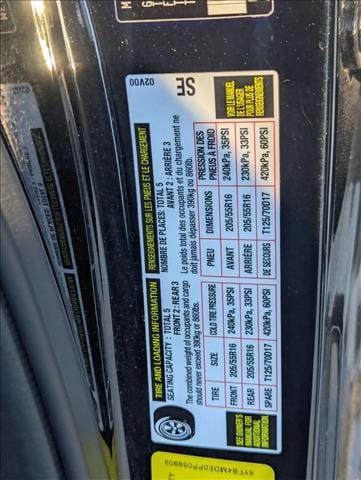 TIRE AND LOADING INFORMATION
SEATING CAPACITY : TOTAL 5
FRONT 2 : REAR 3
The combined weight of occupants and cargo
should never exceed 390kg or 860lb.
TIRE SIZE COLD TIRE PRESSURE
FRONT 205/55R16 240kPa, 35PSI
REAR 205/55R16 230kPa, 33PSI
SPARE T125/70D17 420kPa, 60PSI
SEE OWNER'S
MANUAL FOR
ADDITIONAL
INFORMATION
RENSEIGNEMENTS SUR LES PNEUS ET LE CHARGEMENT
NOMBRE DE PLACES: TOTAL 5
AVANT 2 : ARRIÈRE 3
Le poids total des occupants et du chargement ne
doit jamais dépasser 390kg ou 860lb.
PNEU DIMENSIONS PRESSION DES
PNEUS À FROID
AVANT 205/55R16 240kPa, 35PSI
ARRIÈRE 205/55R16 230kPa, 33PSI
DE SECOURS T125/70D17 420kPa, 60PSI
VOIR LE MANUEL
DE L'USAGER
POUR PLUS DE
RENSEIGNEMENTS
02V00
SE
5YFB4MDE0PP059902